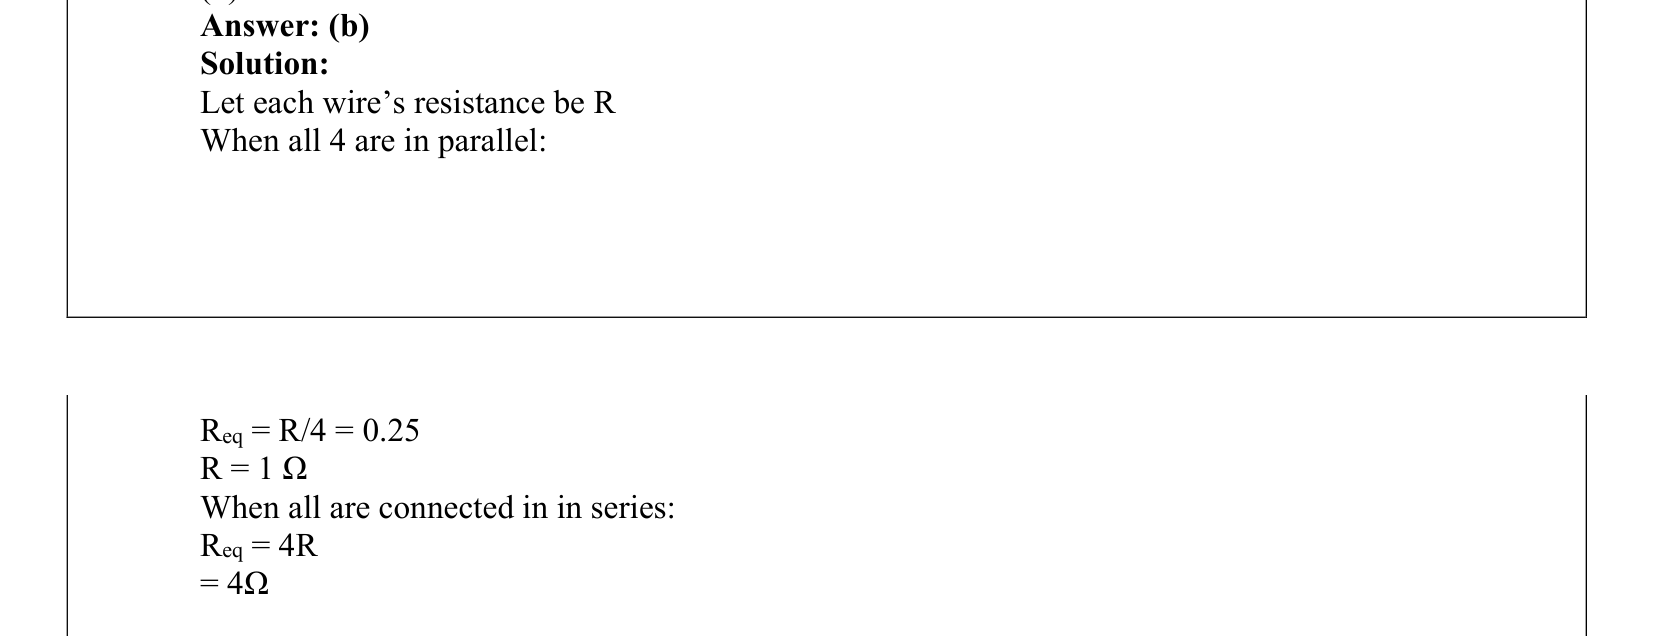 Answer: (b)
Solution:
Let each wire’s resistance be R
When all 4 are in parallel:
Req = R/4 = 0.25
R = 1 Ω
When all are connected in in series:
Req = 4R
= 4Ω